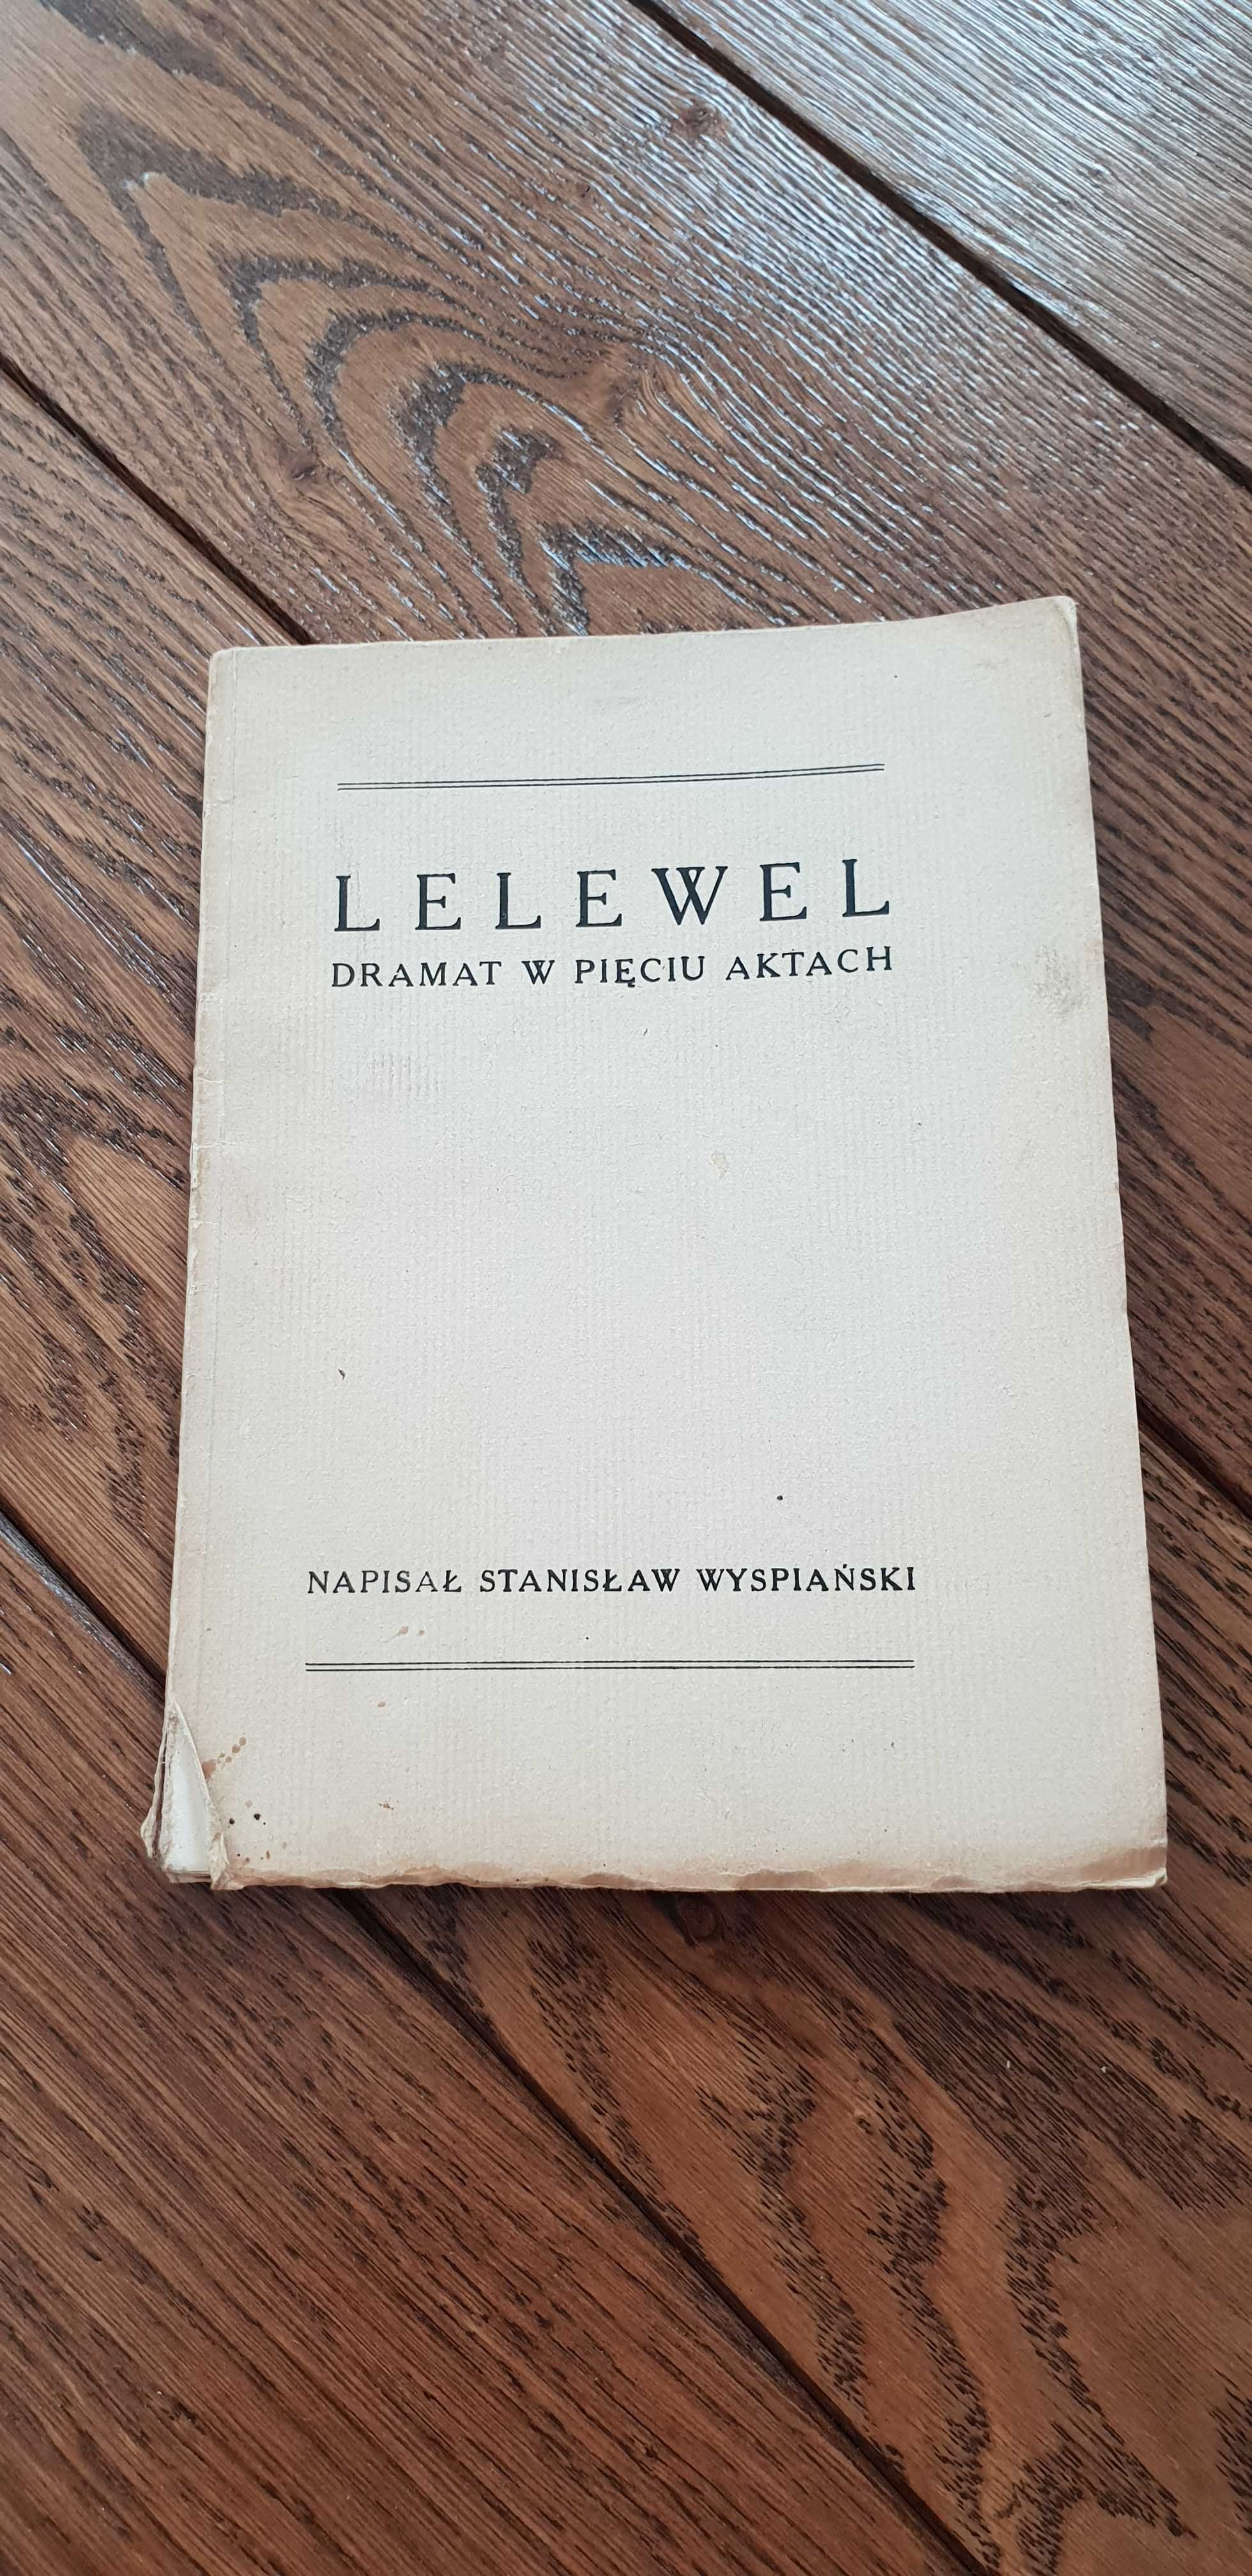 LELEWEL
DRAMAT W PIĘCIU AKTACH
NAPISAŁ STANISŁAW WYSPIAŃSKI